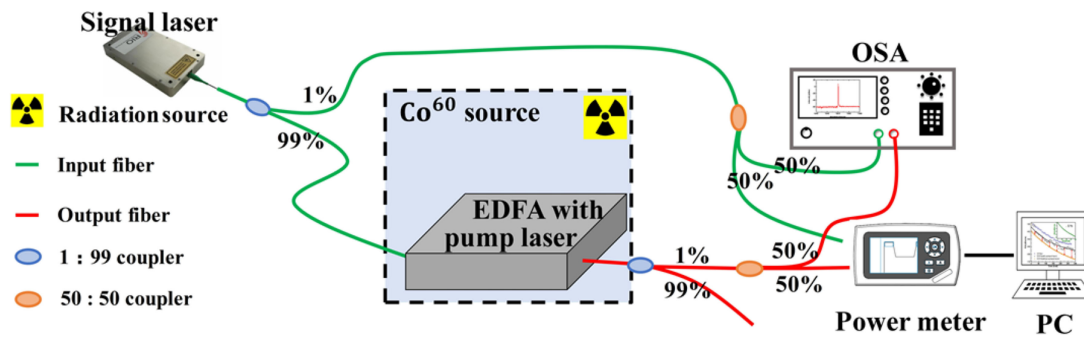 Signal laser
OSA
Radiation source
1%
Co⁶⁰ source
Input fiber
99%
50%
50%
Output fiber
EDFA with
pump laser
1 : 99 coupler
1%
50%
50 : 50 coupler
99%
50%
Power meter
PC